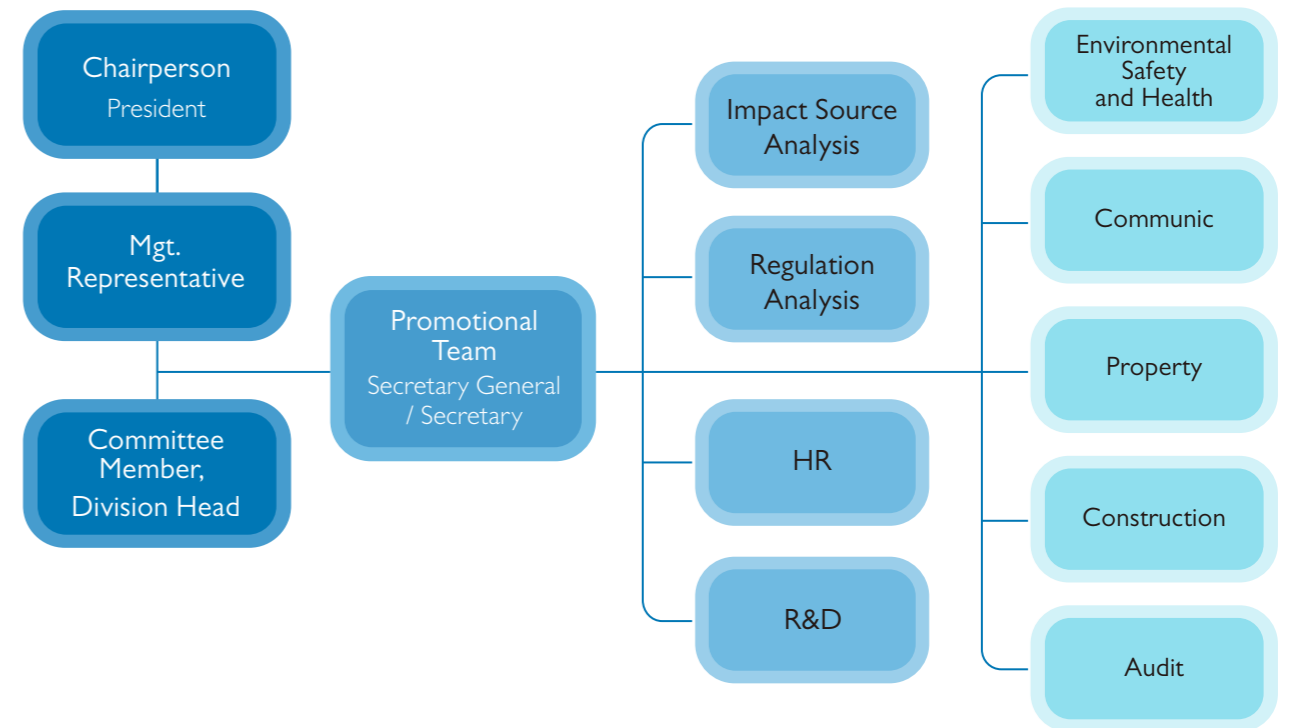 Chairperson
President
Mgt.
Representative
Committee
Member,
Division Head
Promotional
Team
Secretary General
/ Secretary
Impact Source
Analysis
Regulation
Analysis
HR
R&D
Environmental
Safety
and Health
Communic
Property
Construction
Audit